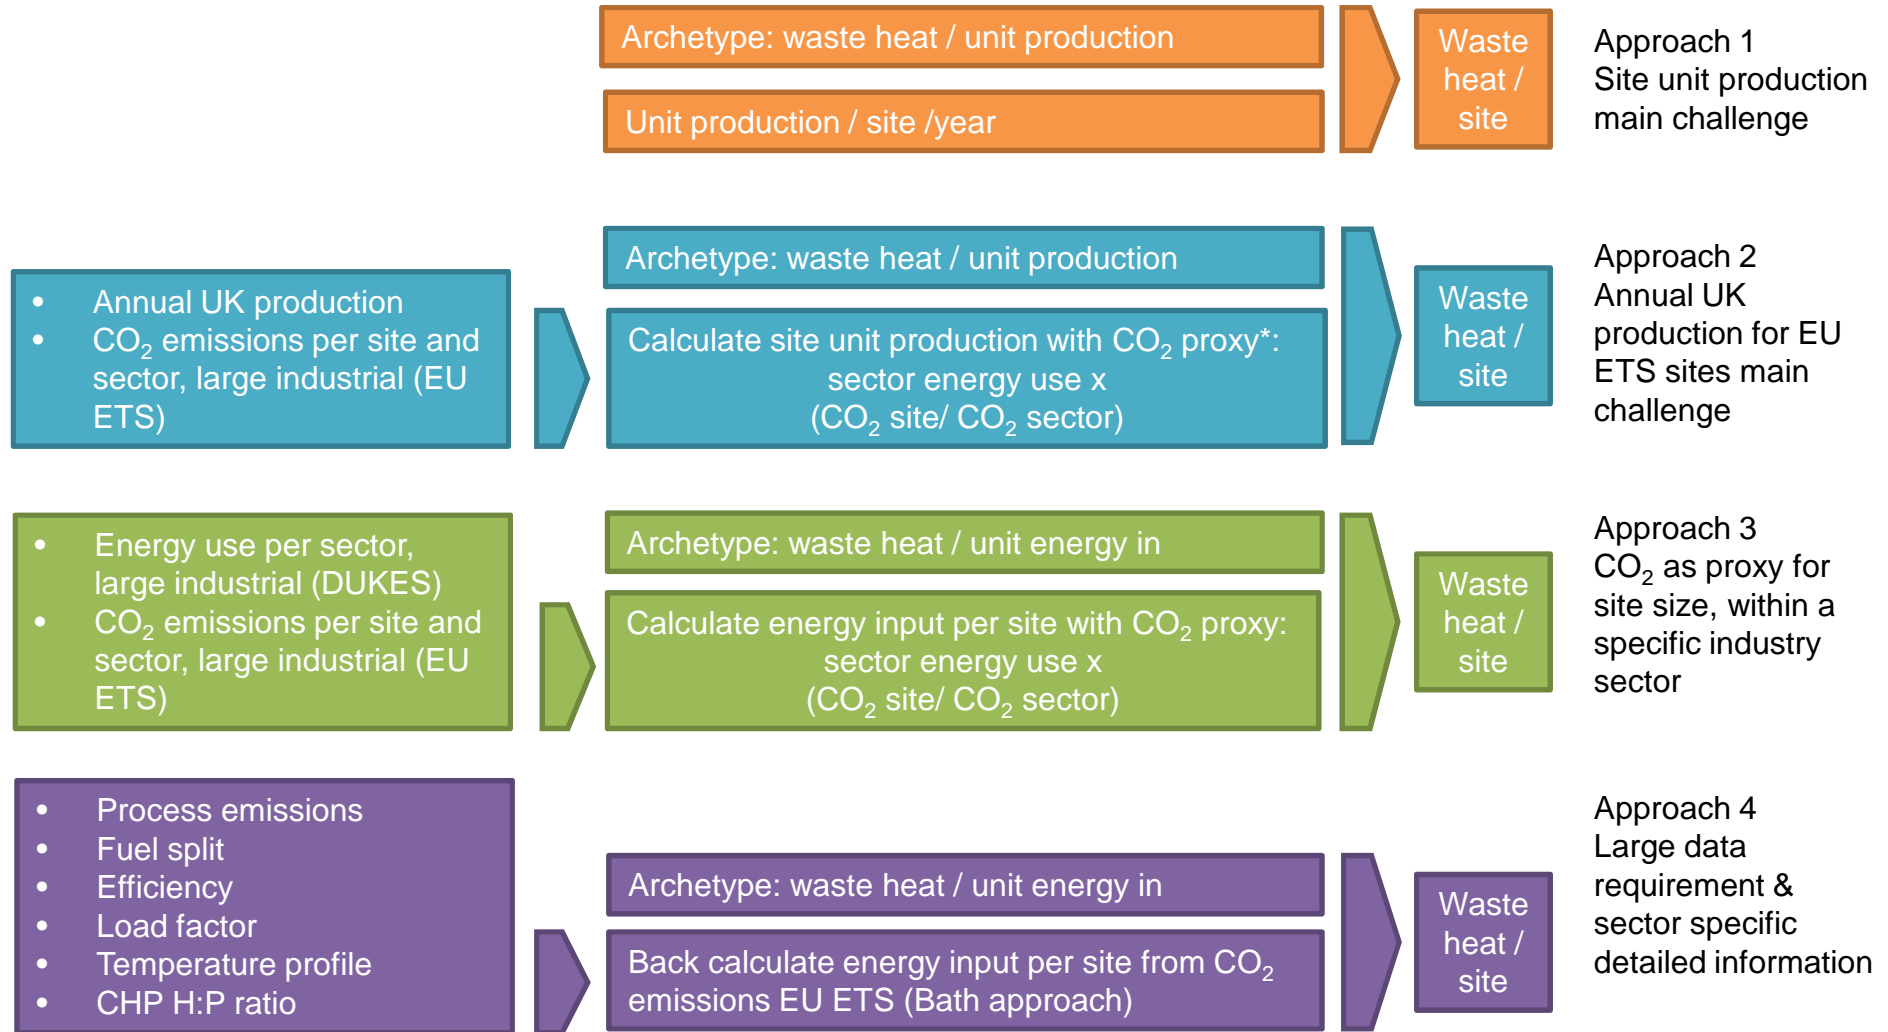 Archetype: waste heat / unit production
Unit production / site /year
Waste
heat /
site
Approach 1
Site unit production
main challenge
• Annual UK production
• CO₂ emissions per site and
sector, large industrial (EU
ETS)
Archetype: waste heat / unit production
Calculate site unit production with CO₂ proxy*:
sector energy use x
(CO₂ site/ CO₂ sector)
Waste
heat /
site
Approach 2
Annual UK
production for EU
ETS sites main
challenge
• Energy use per sector,
large industrial (DUKES)
• CO₂ emissions per site and
sector, large industrial (EU
ETS)
Archetype: waste heat / unit energy in
Calculate energy input per site with CO₂ proxy:
sector energy use x
(CO₂ site/ CO₂ sector)
Waste
heat /
site
Approach 3
CO₂ as proxy for
site size, within a
specific industry
sector
• Process emissions
• Fuel split
• Efficiency
• Load factor
• Temperature profile
• CHP H:P ratio
Archetype: waste heat / unit energy in
Back calculate energy input per site from CO₂
emissions EU ETS (Bath approach)
Waste
heat /
site
Approach 4
Large data
requirement &
sector specific
detailed information